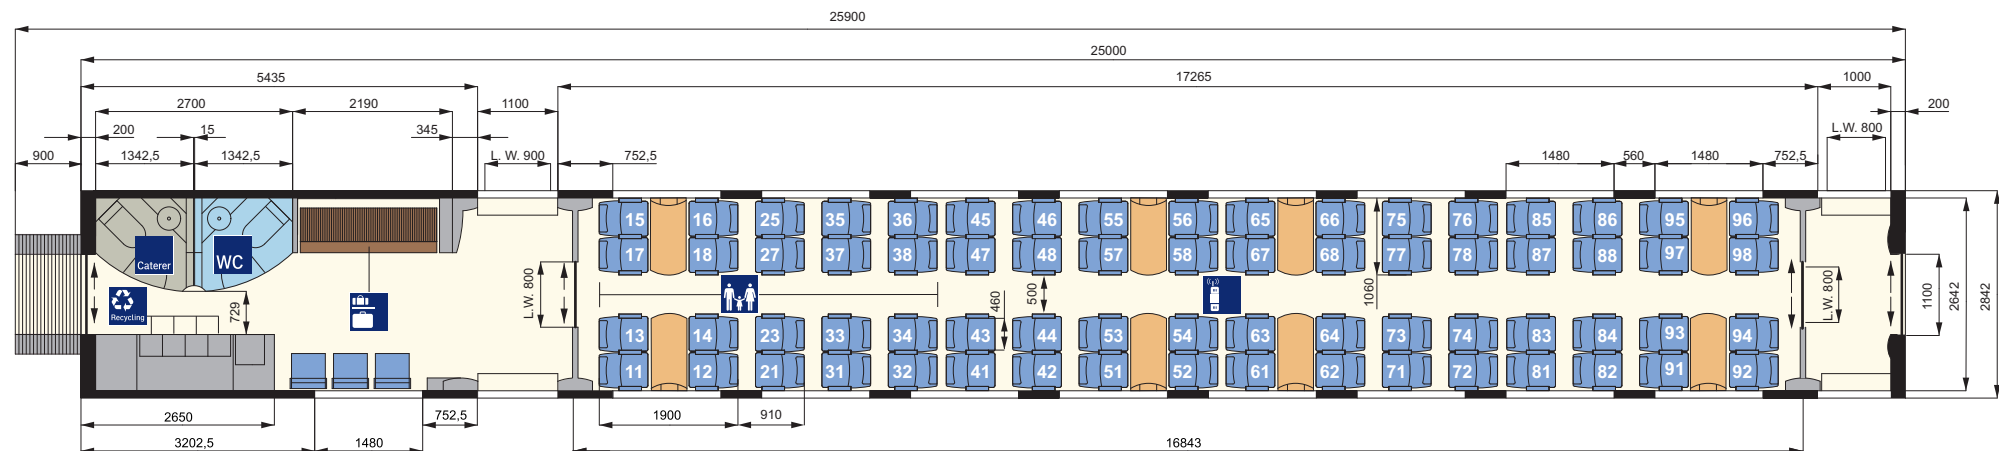 25900
25000
5435 17265 1000
2700 2190 1100 200
200 15 345 L.W. 800
900 1342,5 1342,5 L. W. 900 752,5 1480 560 1480 752,5
15 16 25 35 36 45 46 55 56 65 66 75 76 85 86 95 96
17 18 27 37 38 47 48 57 58 67 68 77 78 87 88 97 98
Caterer WC
Recycling 729 L.W. 800 460 500 1060 L.W. 800 1100 2642 2842
13 14 23 33 34 43 44 53 54 63 64 73 74 83 84 93 94
11 12 21 31 32 41 42 51 52 61 62 71 72 81 82 91 92
2650 752,5 1900 910
3202,5 1480 16843